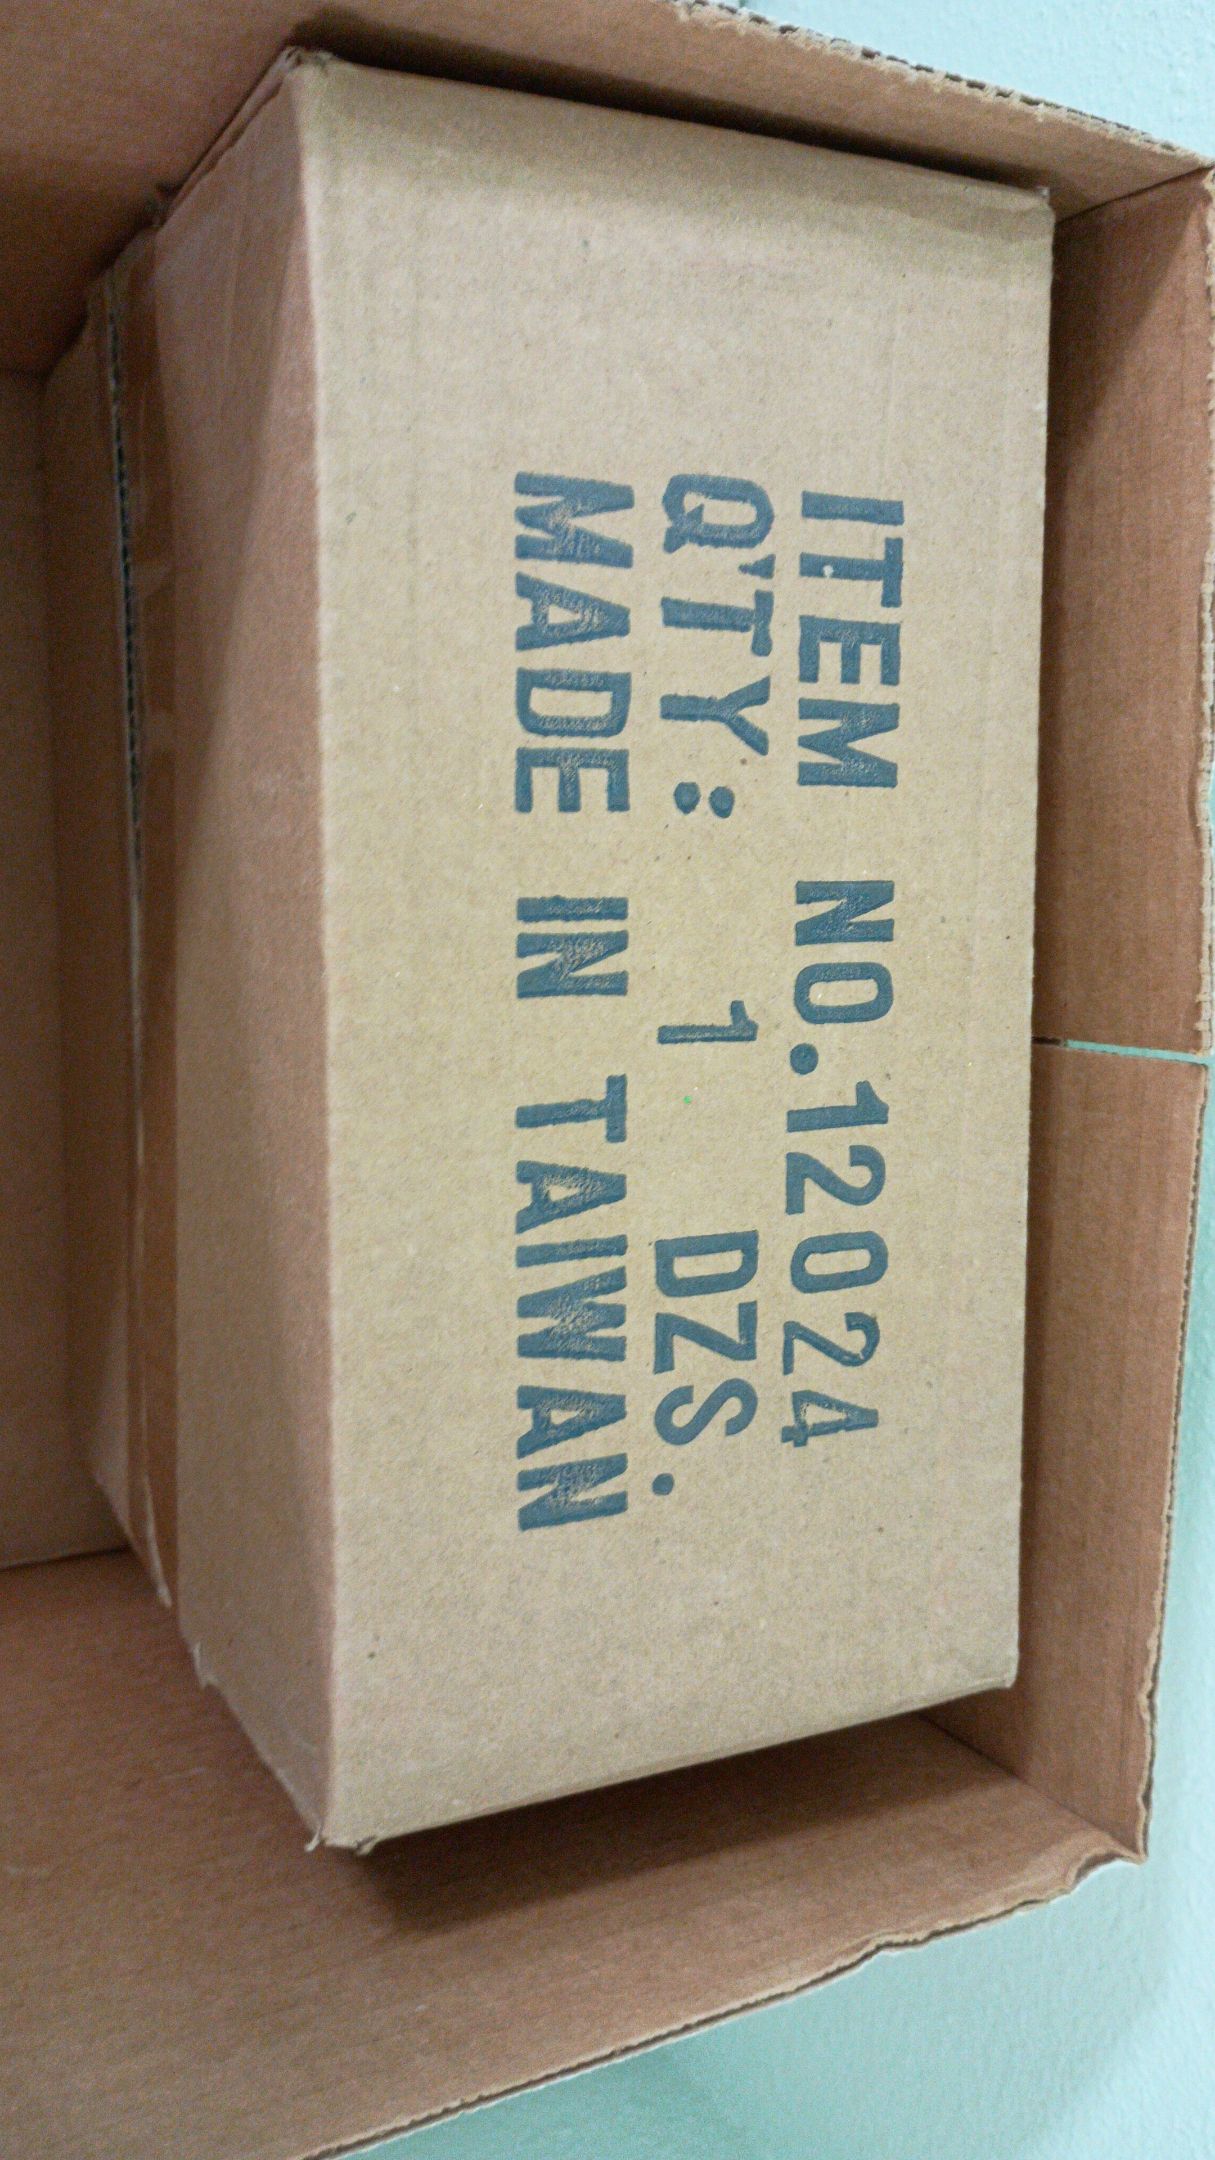 ITEM NO.12024
Q'TY: 1 DZS.
MADE IN TAIWAN